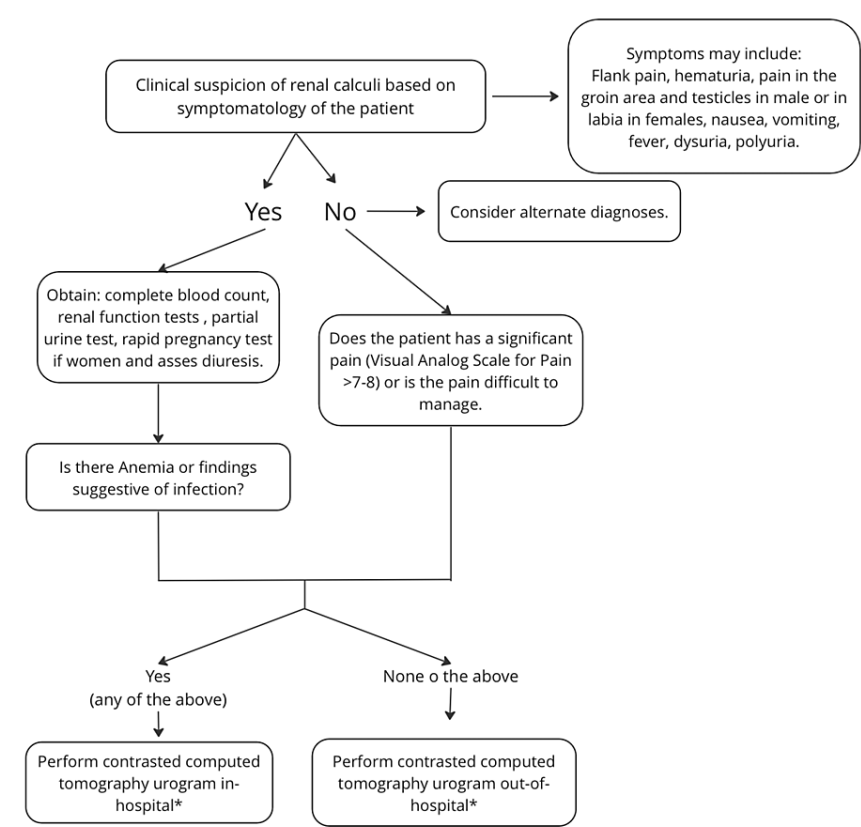 Clinical suspicion of renal calculi based on
symptomatology of the patient
Symptoms may include:
Flank pain, hematuria, pain in the
groin area and testicles in male or in
labia in females, nausea, vomiting,
fever, dysuria, polyuria.
Yes
No
Consider alternate diagnoses.
Obtain: complete blood count,
renal function tests , partial
urine test, rapid pregnancy test
if women and asses diuresis.
Does the patient has a significant
pain (Visual Analog Scale for Pain
>7-8) or is the pain difficult to
manage.
Is there Anemia or findings
suggestive of infection?
Yes
(any of the above)
None o the above
Perform contrasted computed
tomography urogram in-
hospital*
Perform contrasted computed
tomography urogram out-of-
hospital*